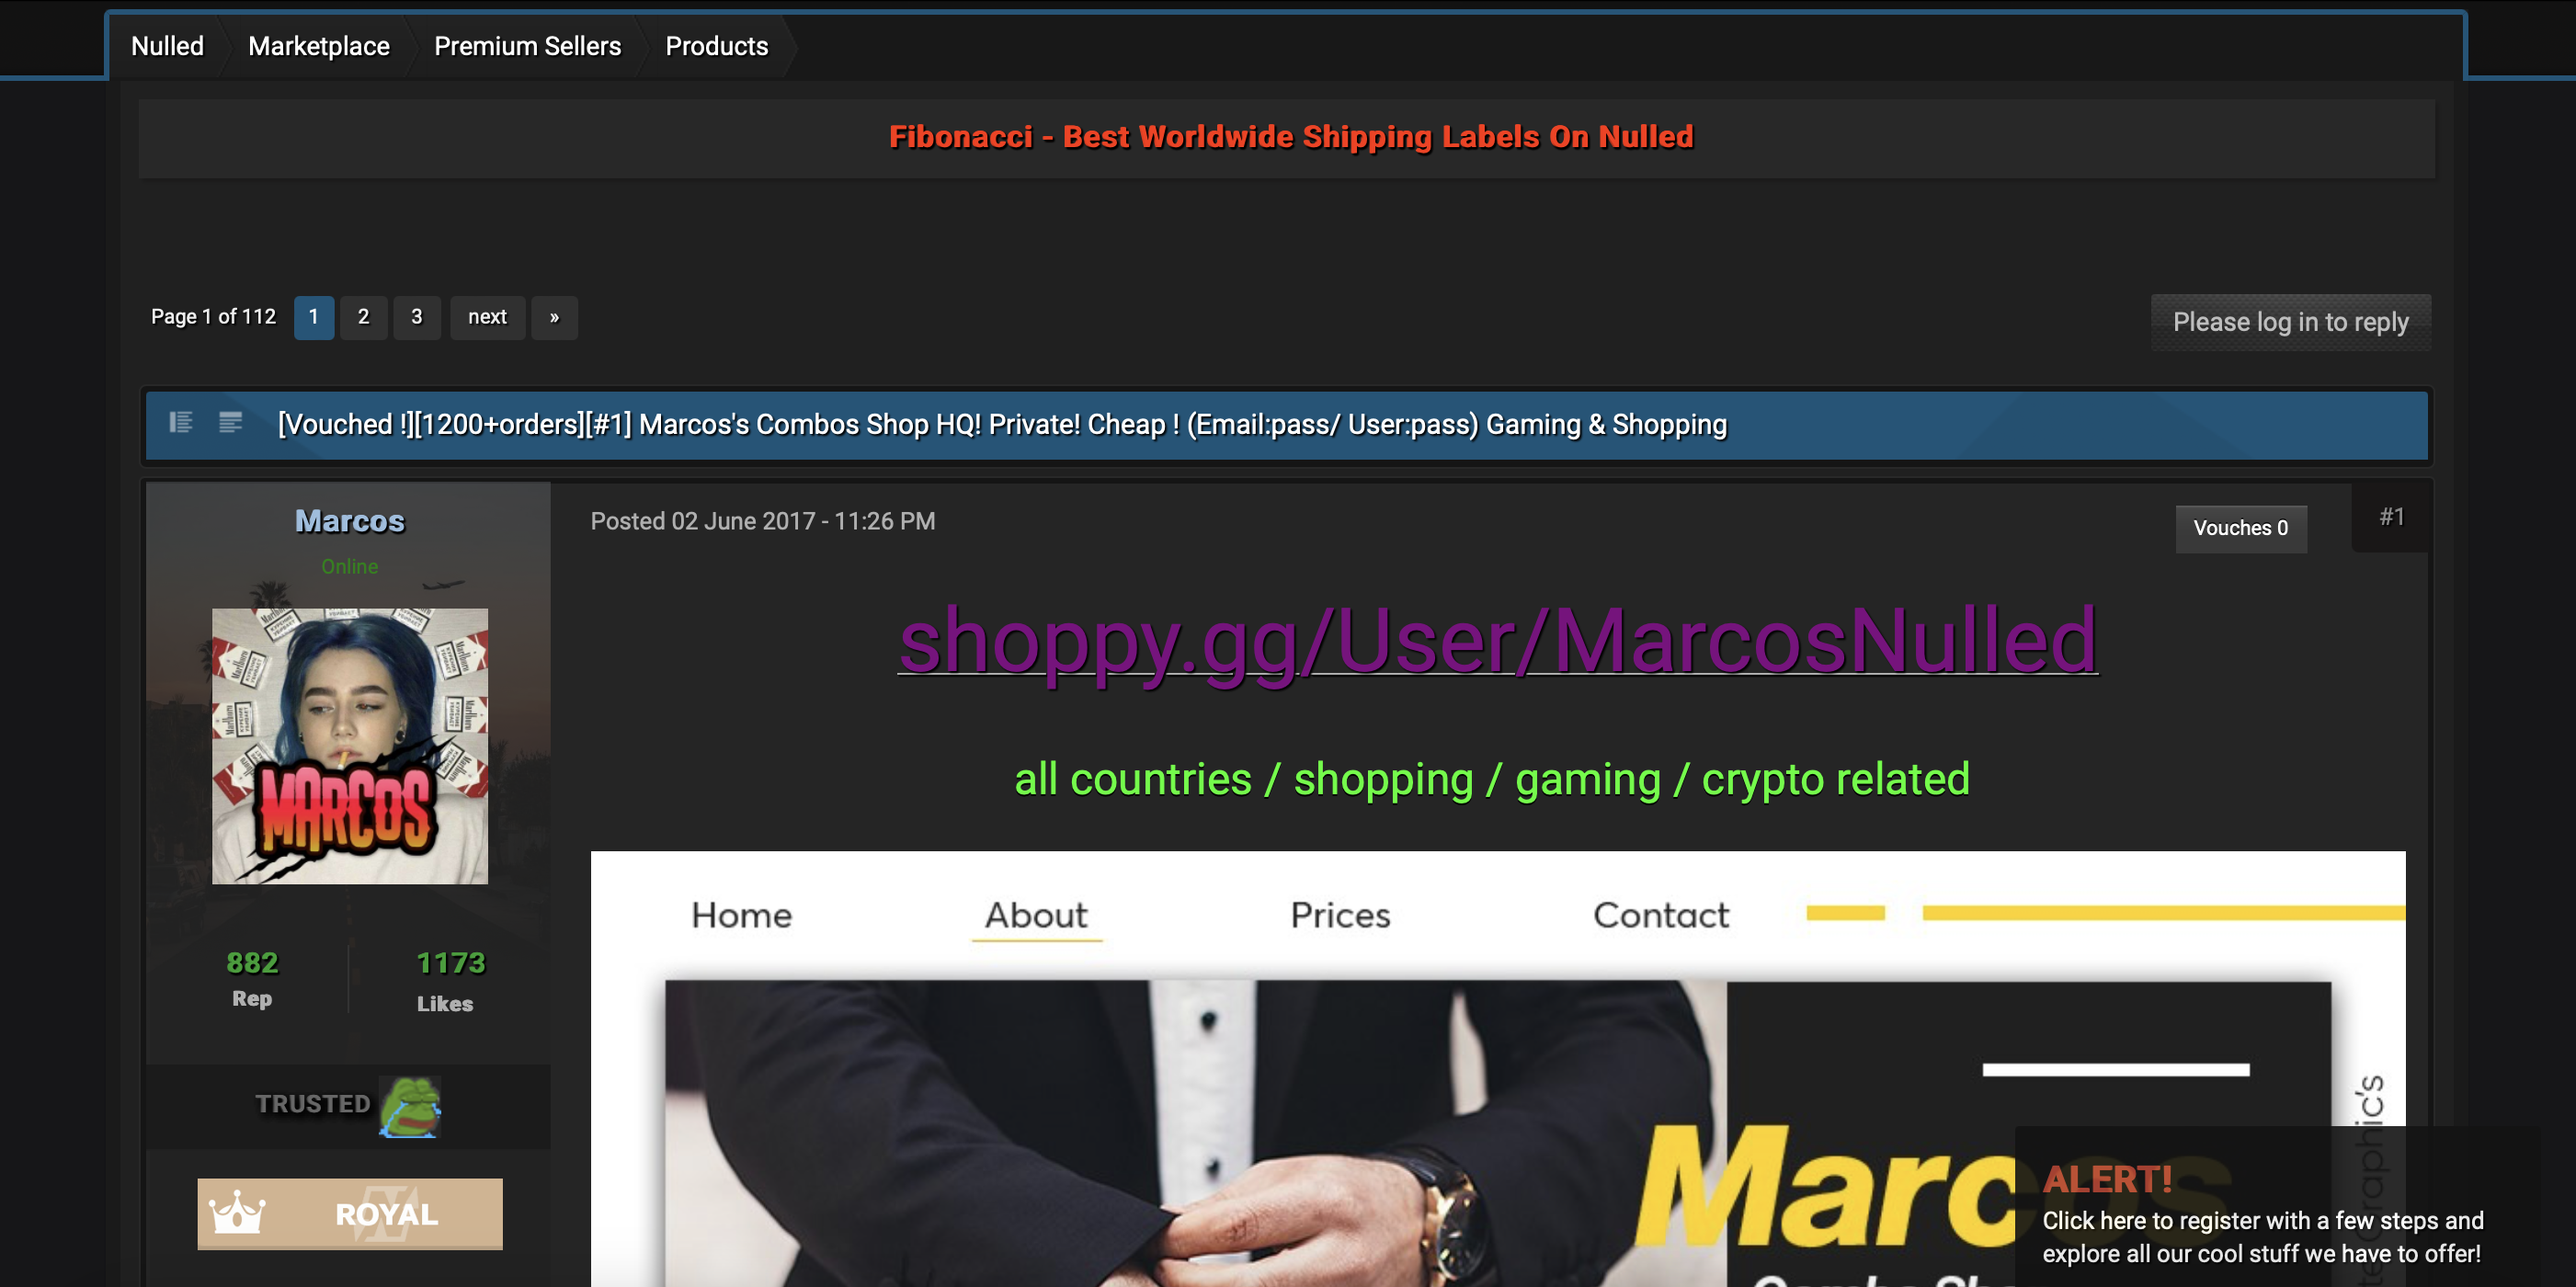 Nulled Marketplace Premium Sellers Products
Fibonacci - Best Worldwide Shipping Labels On Nulled
Page 1 of 112 1 2 3 next »
Please log in to reply
[Vouched !][1200+orders][#1] Marcos's Combos Shop HQ! Private! Cheap ! (Email:pass/ User:pass) Gaming & Shopping
Marcos
Online
MARCOS
882 Rep
1173 Likes
TRUSTED
ROYAL
Posted 02 June 2017 - 11:26 PM
Vouches 0
#1
shoppy.gg/User/MarcosNulled
all countries / shopping / gaming / crypto related
Home About Prices Contact
Marcos
ALERT!
Click here to register with a few steps and
explore all our cool stuff we have to offer!